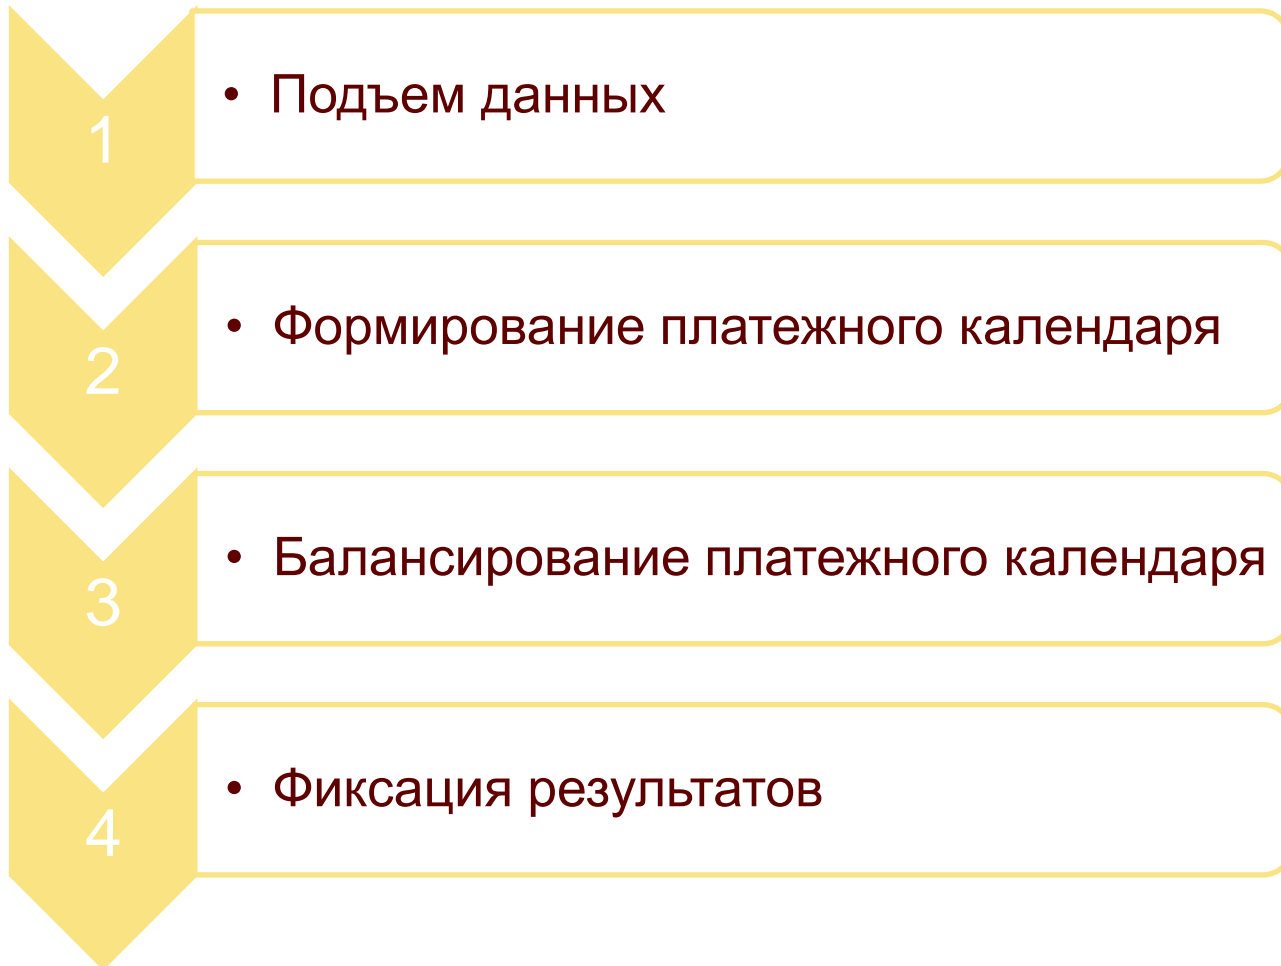 1
• Подъем данных
2
• Формирование платежного календаря
3
• Балансирование платежного календаря
4
• Фиксация результатов